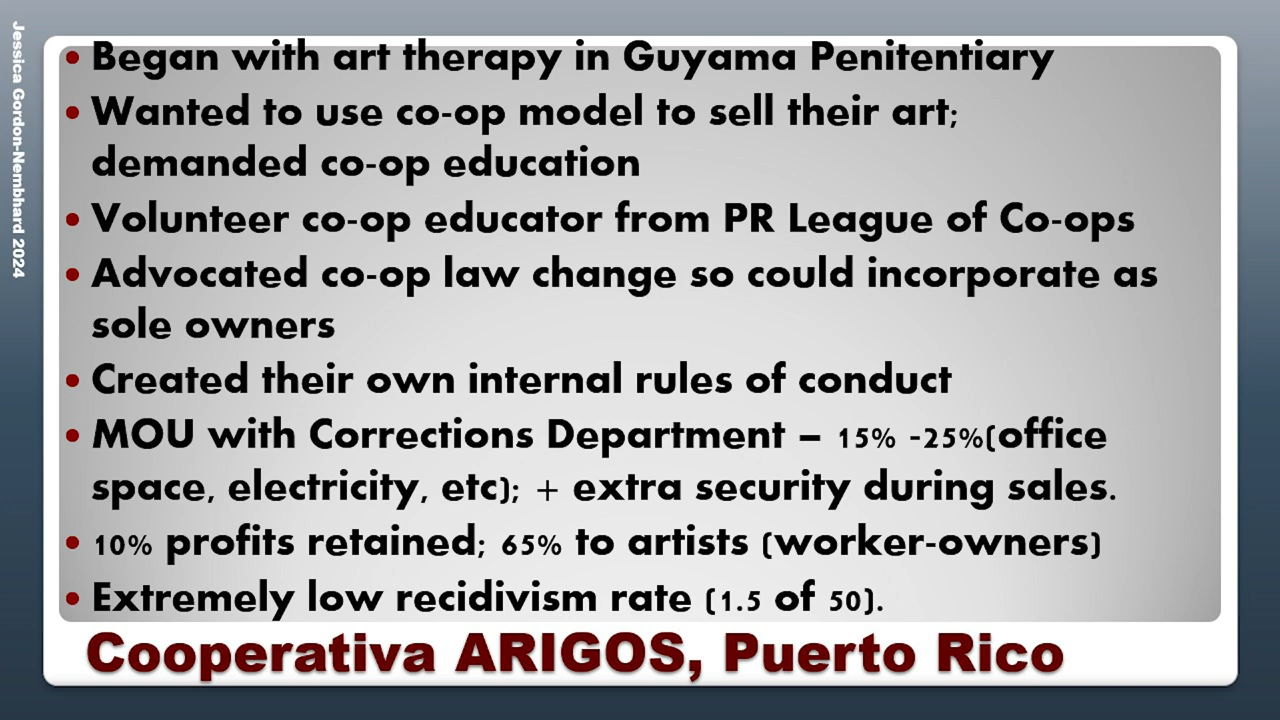 • Began with art therapy in Guyama Penitentiary
• Wanted to use co-op model to sell their art;
demanded co-op education
• Volunteer co-op educator from PR League of Co-ops
• Advocated co-op law change so could incorporate as
sole owners
• Created their own internal rules of conduct
• MOU with Corrections Department – 15% -25%(office
space, electricity, etc); + extra security during sales.
• 10% profits retained; 65% to artists (worker-owners)
• Extremely low recidivism rate (1.5 of 50).
Cooperativa ARIGOS, Puerto Rico
Jessica Gordon-Nembhard 2024